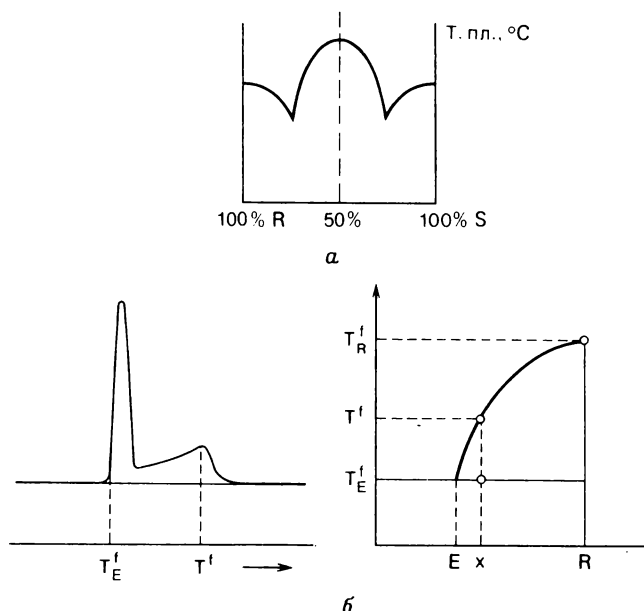 Т. пл., °C
100% R 50% 100% S
а
T_R^f
T^f
T_E^f
T_E^f T^f
E x R
б